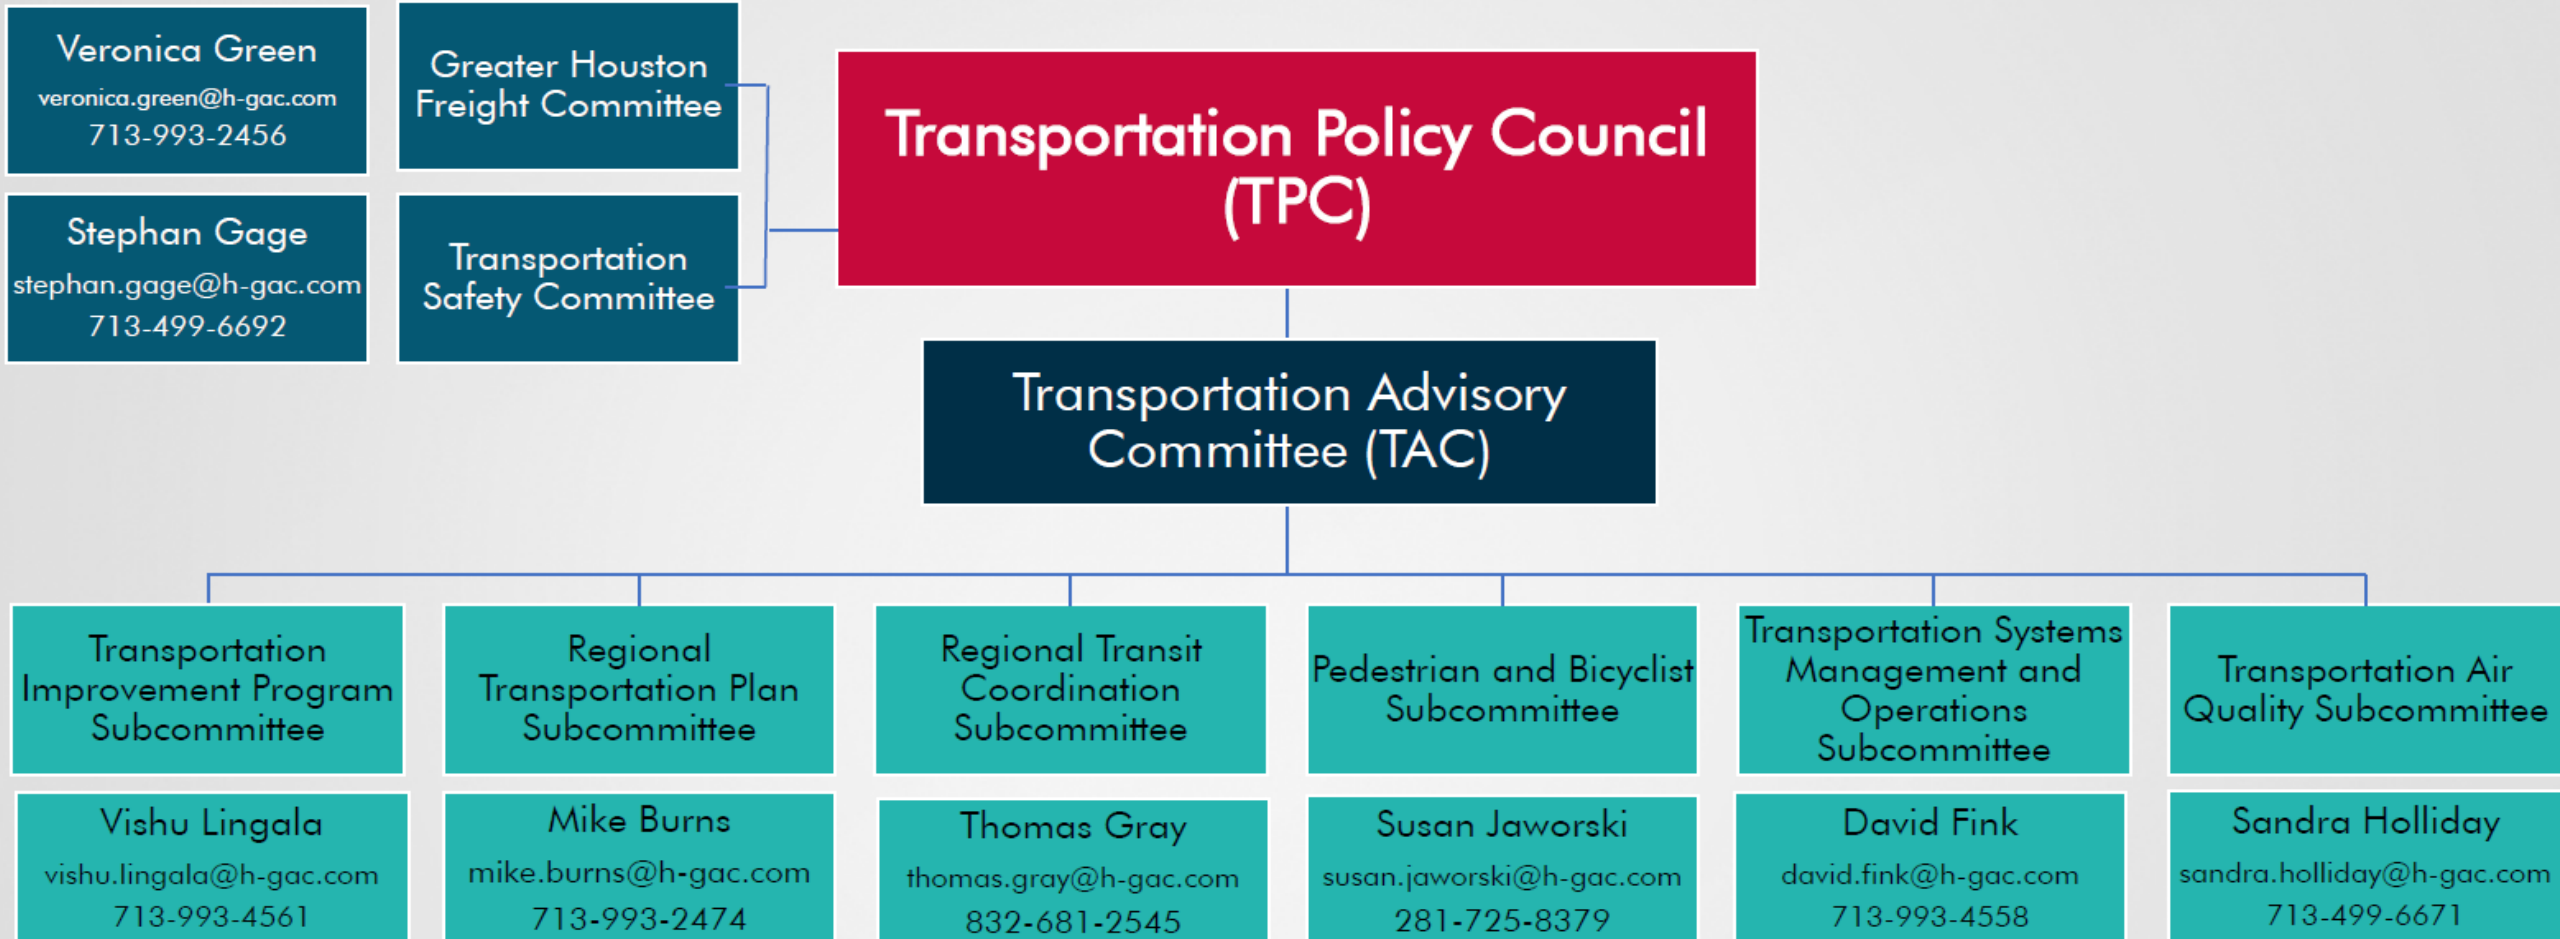 Veronica Green
veronica.green@h-gac.com
713-993-2456
Greater Houston
Freight Committee
Stephan Gage
stephan.gage@h-gac.com
713-499-6692
Transportation
Safety Committee
Transportation Policy Council
(TPC)
Transportation Advisory
Committee (TAC)
Transportation
Improvement Program
Subcommittee
Vishu Lingala
vishu.lingala@h-gac.com
713-993-4561
Regional
Transportation Plan
Subcommittee
Mike Burns
mike.burns@h-gac.com
713-993-2474
Regional Transit
Coordination
Subcommittee
Thomas Gray
thomas.gray@h-gac.com
832-681-2545
Pedestrian and Bicyclist
Subcommittee
Susan Jaworski
susan.jaworski@h-gac.com
281-725-8379
Transportation Systems
Management and
Operations
Subcommittee
David Fink
david.fink@h-gac.com
713-993-4558
Transportation Air
Quality Subcommittee
Sandra Holliday
sandra.holliday@h-gac.com
713-499-6671